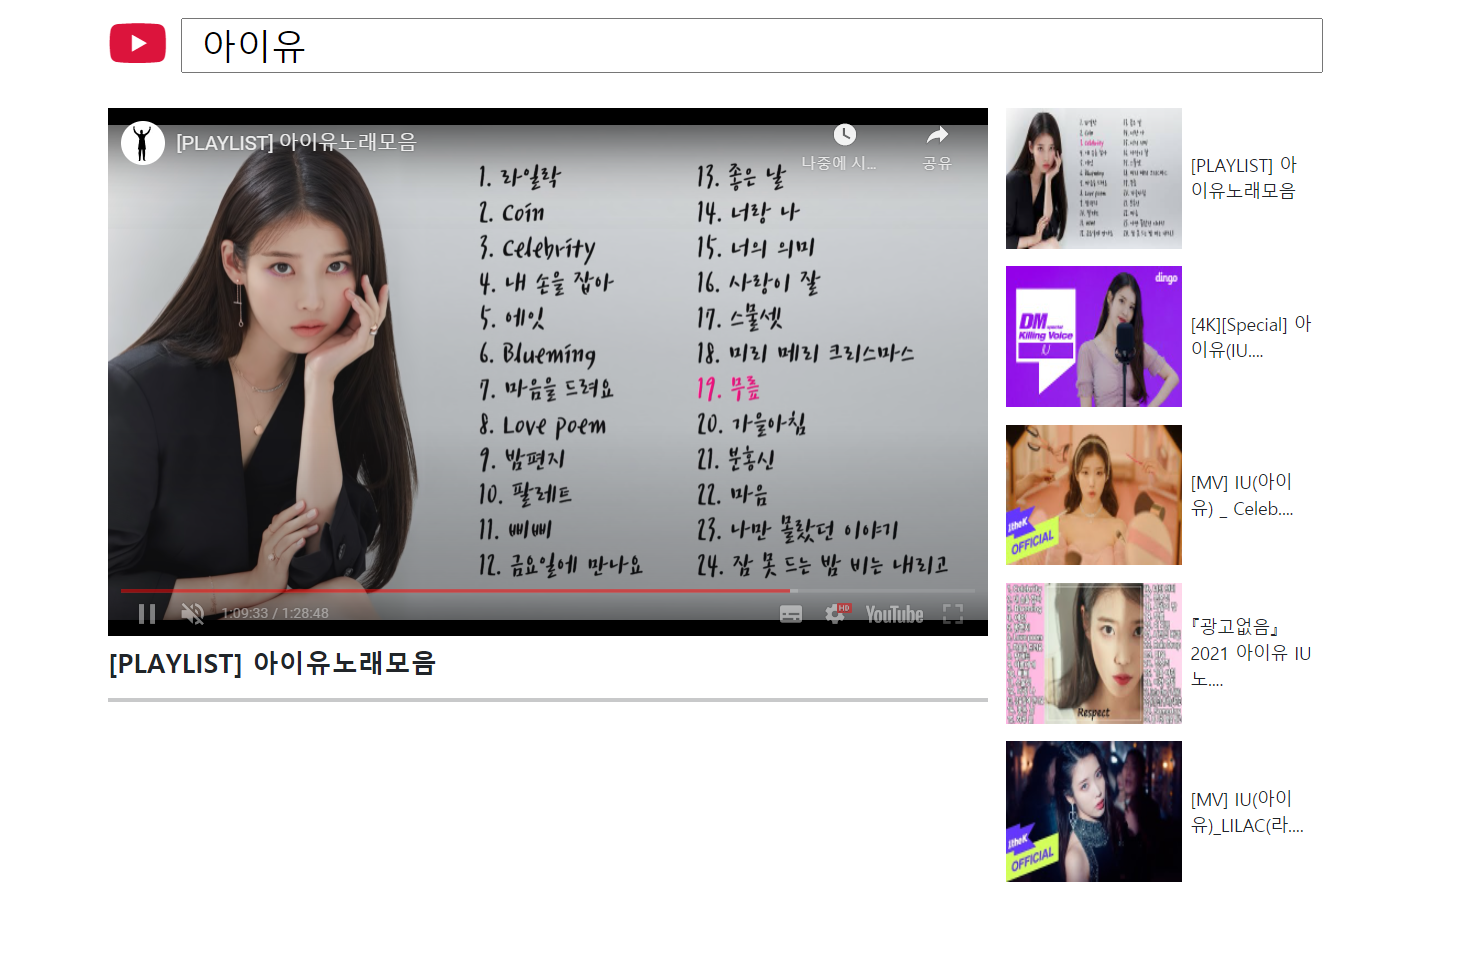 아이유
[PLAYLIST] 아이유노래모음
나중에 시...
공유
1. 라일락
2. Coin
3. Celebrity
4. 내 손을 잡아
5. 에잇
6. Blueming
7. 마음을 드려요
8. Love poem
9. 밤편지
10. 팔레트
11. 삐삐
12. 금요일에 만나요
13. 좋은 날
14. 너랑 나
15. 너의 의미
16. 사랑이 잘
17. 스물셋
18. 미리 메리 크리스마스
19. 무릎
20. 가을아침
21. 분홍신
22. 마음
23. 나만 몰랐던 이야기
24. 잠 못 드는 밤 비는 내리고
1:09:33 / 1:28:48
HD
YouTube
[PLAYLIST] 아이유노래모음
[PLAYLIST] 아
이유노래모음
dingo
DM special
Killing Voice
IU
[4K][Special] 아
이유(IU....
1theK
OFFICIAL
[MV] IU(아이
유) _ Celeb....
Respect
『광고없음』
2021 아이유 IU
노....
1theK
OFFICIAL
[MV] IU(아이
유)_LILAC(라....